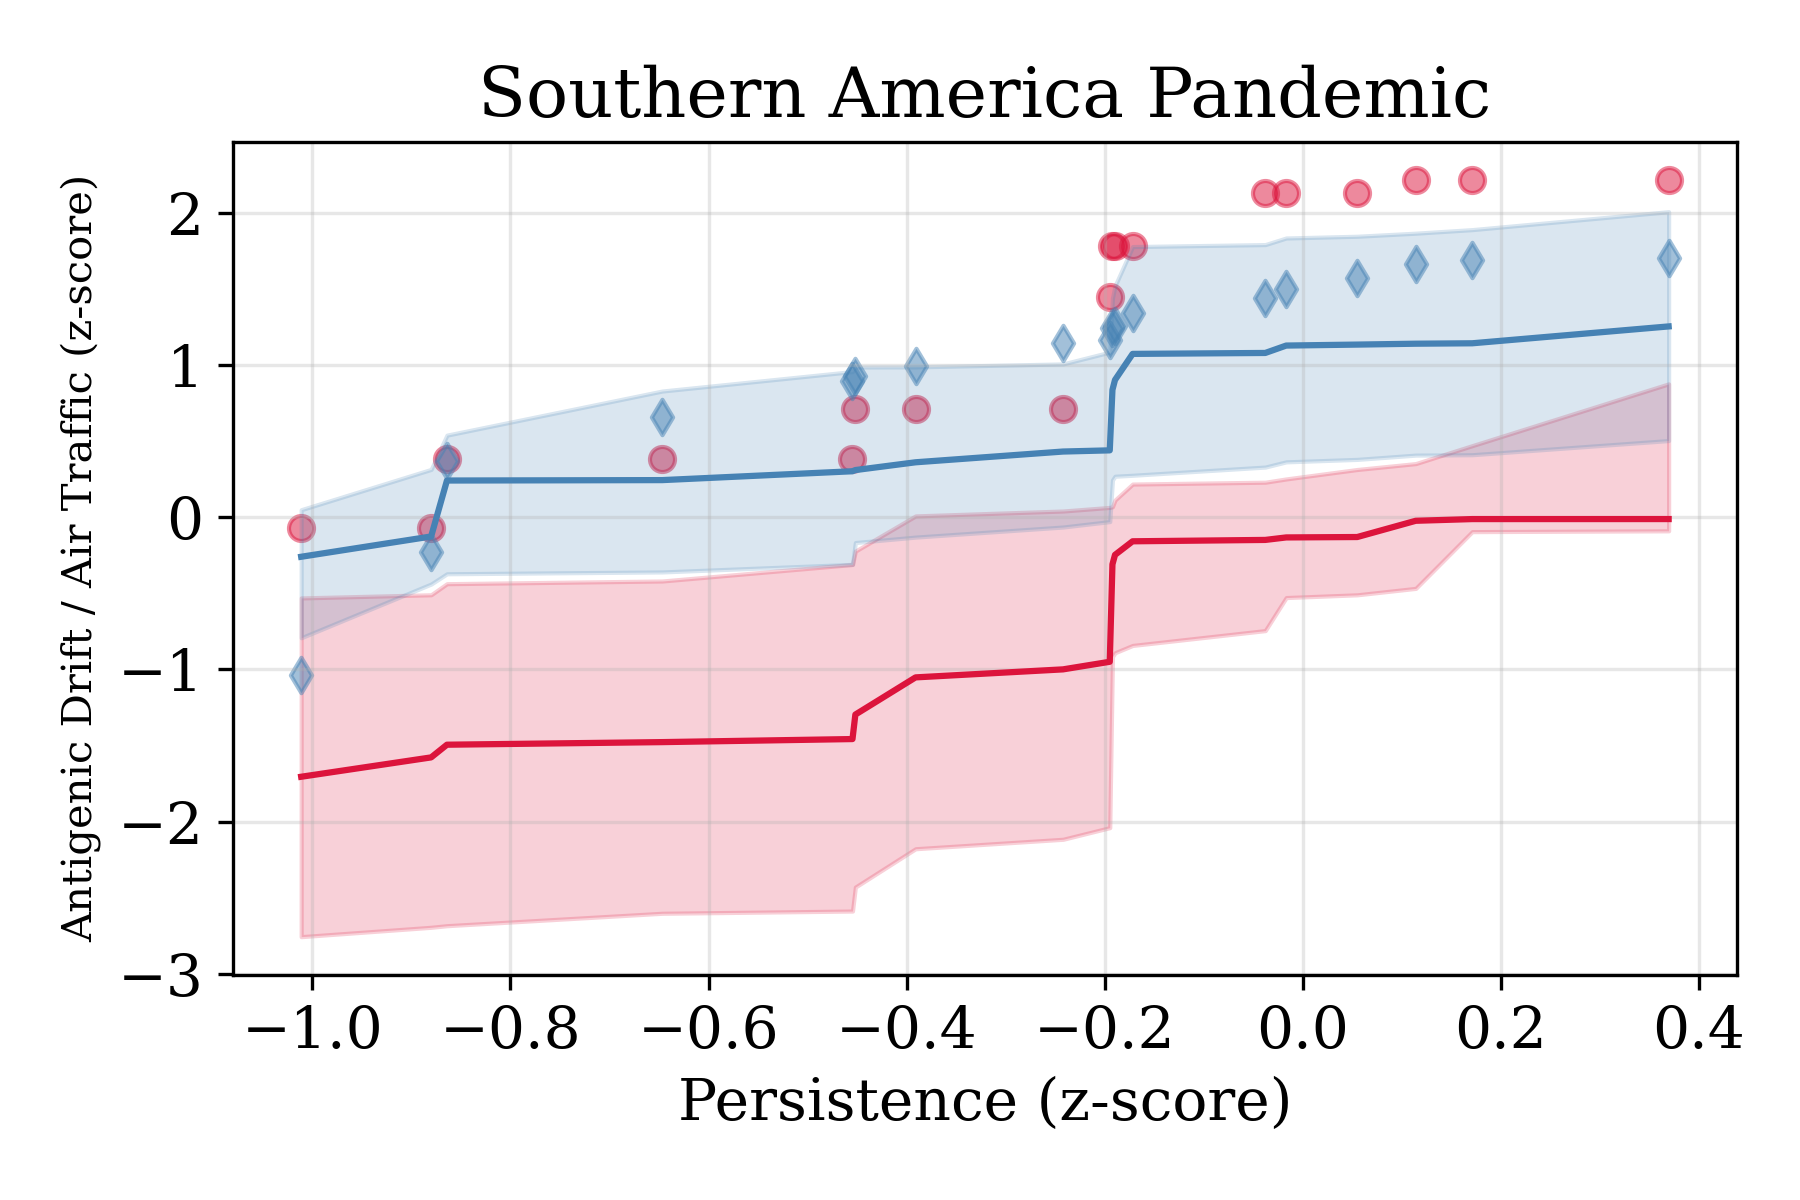 Southern America Pandemic
Antigenic Drift / Air Traffic (z-score)
2
1
0
−1
−2
−3
−1.0 −0.8 −0.6 −0.4 −0.2 0.0 0.2 0.4
Persistence (z-score)